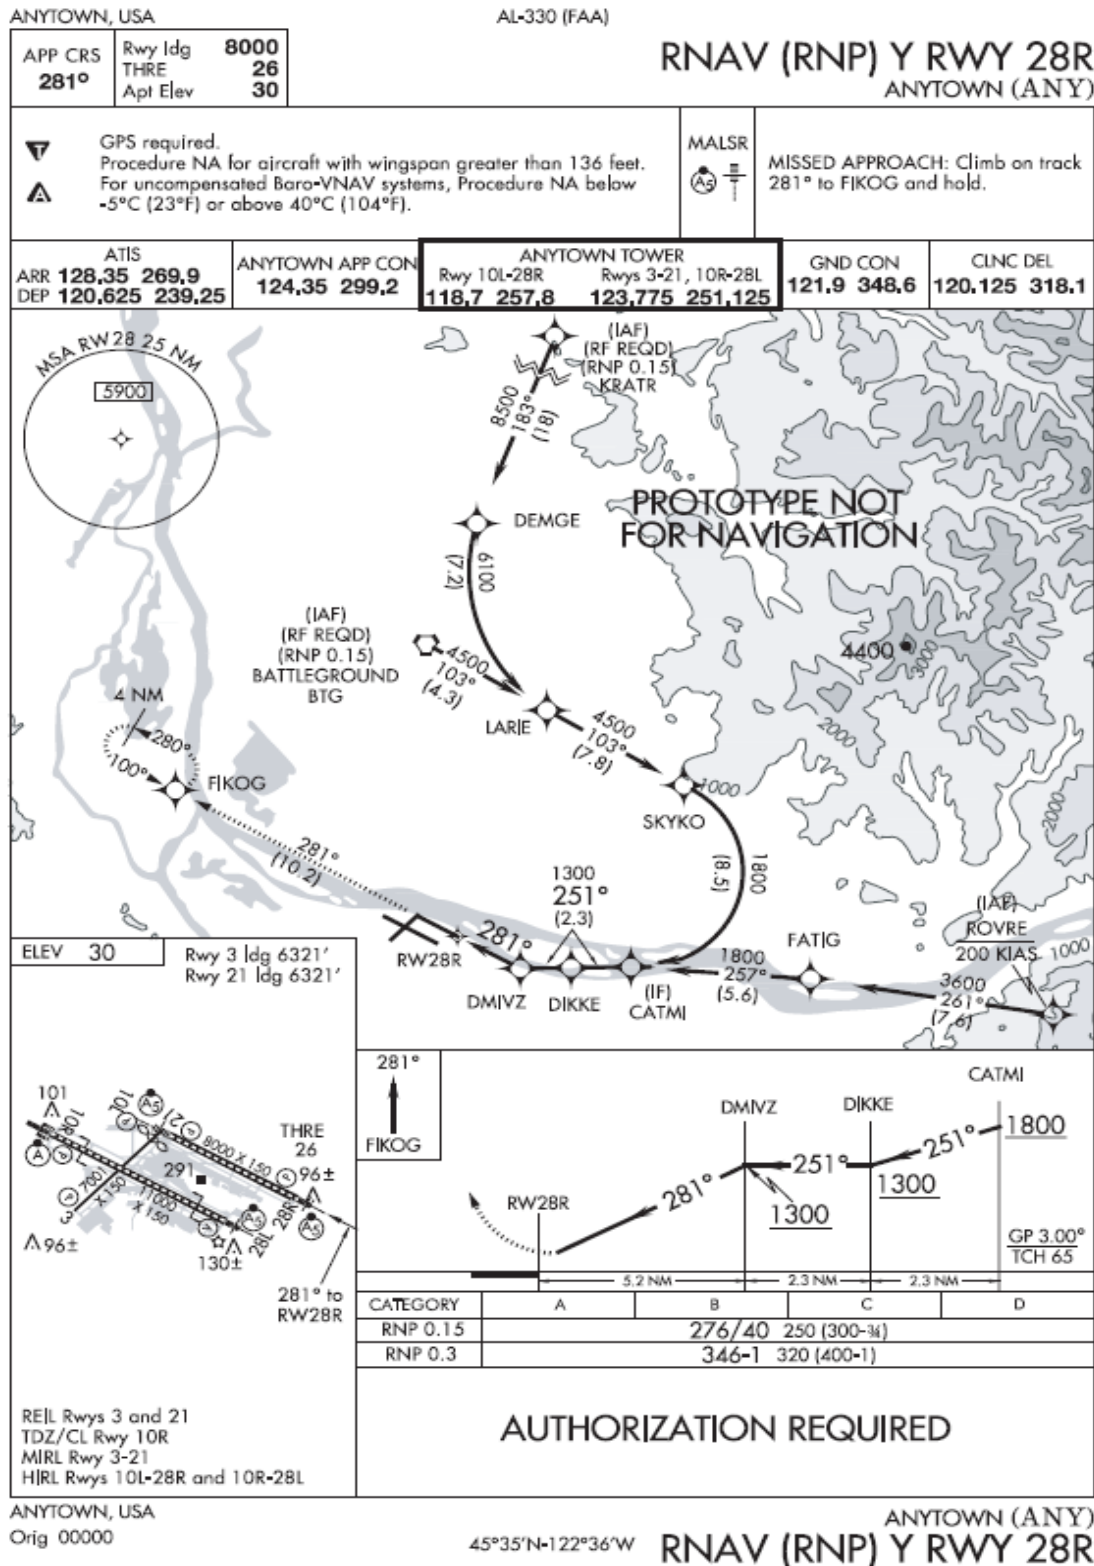 ANYTOWN, USA
AL-330 (FAA)
APP CRS
281°
Rwy ldg 8000
THRE 26
Apt Elev 30
RNAV (RNP) Y RWY 28R
ANYTOWN (ANY)
T
A
GPS required.
Procedure NA for aircraft with wingspan greater than 136 feet.
For uncompensated Baro-VNAV systems, Procedure NA below
-5°C (23°F) or above 40°C (104°F).
MALSR
A5
MISSED APPROACH: Climb on track
281° to FIKOG and hold.
ATIS
ARR 128.35 269.9
DEP 120.625 239.25
ANYTOWN APP CON
124.35 299.2
ANYTOWN TOWER
Rwy 10L-28R Rwys 3-21, 10R-28L
118.7 257.8 123.775 251.125
GND CON
121.9 348.6
CLNC DEL
120.125 318.1
MSA RW28 25 NM
5900
(IAF)
(RF REQD)
(RNP 0.15)
KRATR
8500
183°
(18)
PROTOTYPE NOT
FOR NAVIGATION
DEMGE
6100
(7.2)
(IAF)
(RF REQD)
(RNP 0.15)
BATTLEGROUND
BTG
4500
103°
(4.3)
4400
3000
LARIE
4500
103°
(7.8)
2000
4 NM
280°
100°
FIKOG
1000
2000
SKYKO
281°
(10.2)
1800
(8.5)
1300
251°
(2.3)
(IAF)
ROVRE
200 KIAS
1000
RW28R
281°
DMIVZ
DIKKE
(IF)
CATMI
1800
257°
(5.6)
FATIG
3600
261°
(7.6)
ELEV 30
Rwy 3 ldg 6321'
Rwy 21 ldg 6321'
101
10L
10R
A5
21
P
8000 X 150
THRE
26
96±
291
A
P
7001
X 150
11000
X 150
3
P
P
28R
28L
A5
A5
96±
130±
281° to
RW28R
REIL Rwys 3 and 21
TDZ/CL Rwy 10R
MIRL Rwy 3-21
HIRL Rwys 10L-28R and 10R-28L
281°
FIKOG
CATMI
DMIVZ
DIKKE
251°
1800
251°
1300
281°
1300
RW28R
GP 3.00°
TCH 65
5.2 NM
2.3 NM
2.3 NM
CATEGORY A B C D
RNP 0.15 276/40 250 (300-¾)
RNP 0.3 346-1 320 (400-1)
AUTHORIZATION REQUIRED
ANYTOWN, USA
Orig 00000
45°35'N-122°36'W
ANYTOWN (ANY)
RNAV (RNP) Y RWY 28R